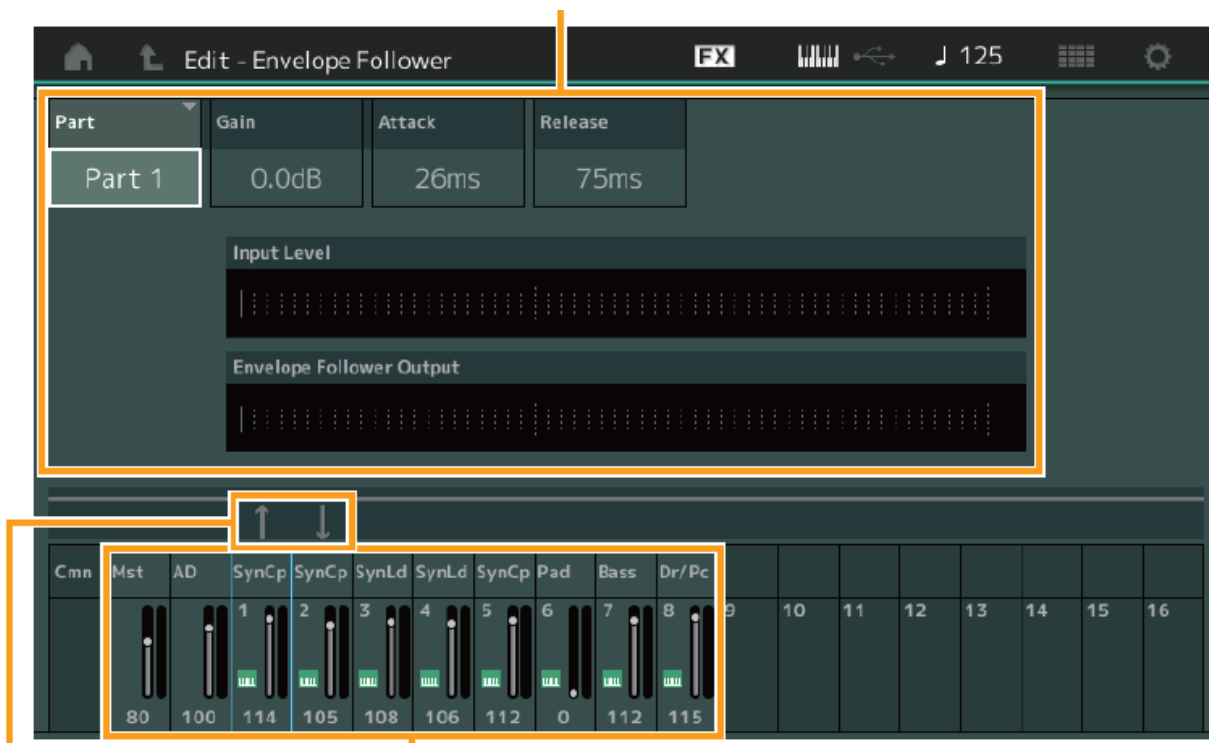 Edit - Envelope Follower FX ♩ 125
Part Gain Attack Release
Part 1 0.0dB 26ms 75ms
Input Level
Envelope Follower Output
↑ ↓
Cmn Mst AD SynCp SynCp SynLd SynLd SynCp Pad Bass Dr/Pc
1 2 3 4 5 6 7 8 9 10 11 12 13 14 15 16
80 100 114 105 108 106 112 0 112 115